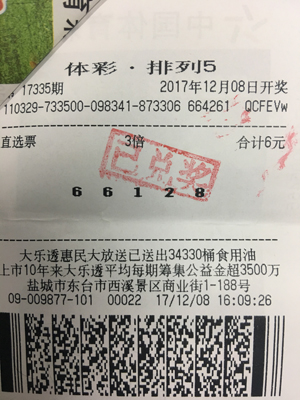 中国体育
体彩·排列5
17335期 2017年12月08日开奖
110329-733500-098341-873306 664261 QCFEVw
直选票 3倍 合计6元
已兑奖
6 6 1 2 8
大乐透惠民大放送已送出34330桶食用油
上市10年来大乐透平均每期筹集公益金超3500万
盐城市东台市西溪景区商业街1-188号
09-009877-101 00022 17/12/08 16:09:26